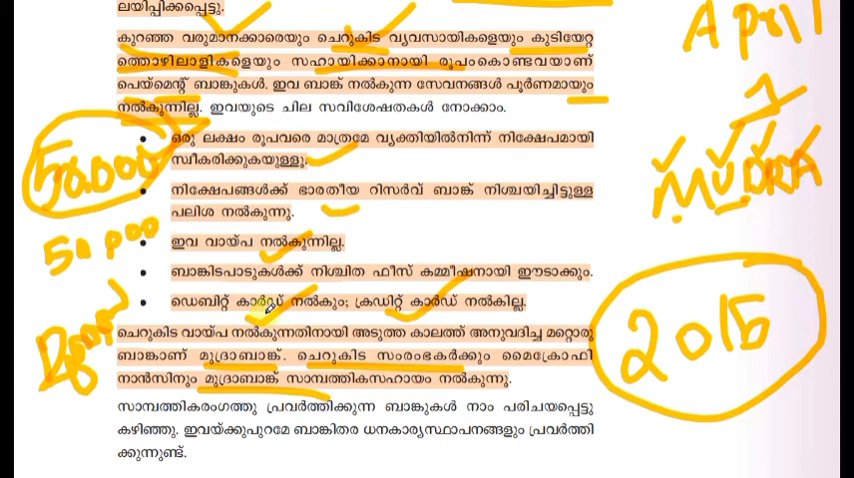 ലയിപ്പിക്കപ്പെട്ടു.
April
കുറഞ്ഞ വരുമാനക്കാരെയും ചെറുകിട വ്യവസായികളെയും കുടിയേറ്റ
ത്തൊഴിലാളികളെയും സഹായിക്കാനായി രൂപംകൊണ്ടവയാണ്
പെയ്മെന്റ് ബാങ്കുകൾ. ഇവ ബാങ്ക് നൽകുന്ന സേവനങ്ങൾ പൂർണമായും
നൽകുന്നില്ല. ഇവയുടെ ചില സവിശേഷതകൾ നോക്കാം.
• ഒരു ലക്ഷം രൂപവരെ മാത്രമേ വ്യക്തിയിൽനിന്ന് നിക്ഷേപമായി
സ്വീകരിക്കുകയുള്ളൂ.
50,000
MUDRA
• നിക്ഷേപങ്ങൾക്ക് ഭാരതീയ റിസർവ് ബാങ്ക് നിശ്ചയിച്ചിട്ടുള്ള
പലിശ നൽകുന്നു.
• ഇവ വായ്പ നൽകുന്നില്ല.
50000
• ബാങ്കിടപാടുകൾക്ക് നിശ്ചിത ഫീസ് കമ്മീഷനായി ഈടാക്കും.
• ഡെബിറ്റ് കാർഡ് നൽകും; ക്രഡിറ്റ് കാർഡ് നൽകില്ല.
2015
ചെറുകിട വായ്പ നൽകുന്നതിനായി അടുത്ത കാലത്ത് അനുവദിച്ച മറ്റൊരു
ബാങ്കാണ് മുദ്രാബാങ്ക്. ചെറുകിട സംരംഭകർക്കും മൈക്രോഫി
നാൻസിനും മുദ്രാബാങ്ക് സാമ്പത്തികസഹായം നൽകുന്നു.
സാമ്പത്തികരംഗത്തു പ്രവർത്തിക്കുന്ന ബാങ്കുകൾ നാം പരിചയപ്പെട്ടു
കഴിഞ്ഞു. ഇവയ്ക്കുപുറമേ ബാങ്കിതര ധനകാര്യസ്ഥാപനങ്ങളും പ്രവർത്തി
ക്കുന്നുണ്ട്.